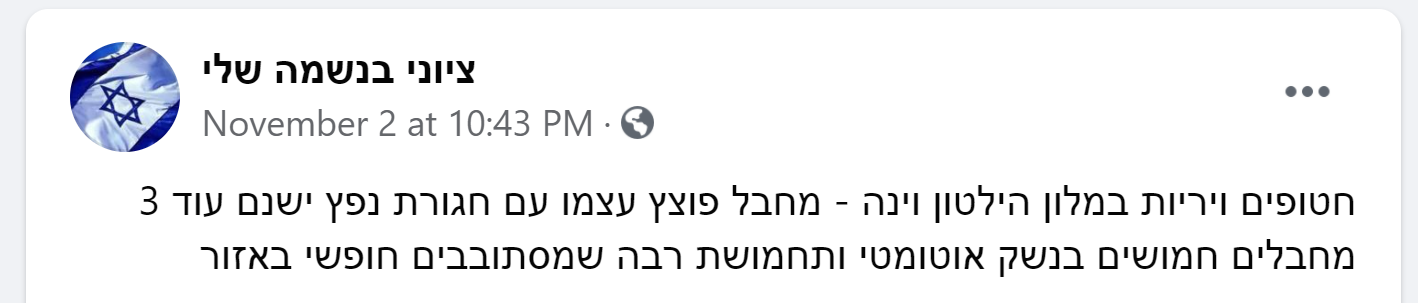 ציוני בנשמה שלי
November 2 at 10:43 PM ·
חטופים ויריות במלון הילטון וינה - מחבל פוצץ עצמו עם חגורת נפץ ישנם עוד 3
מחבלים חמושים בנשק אוטומטי ותחמושת רבה שמסתובבים חופשי באזור